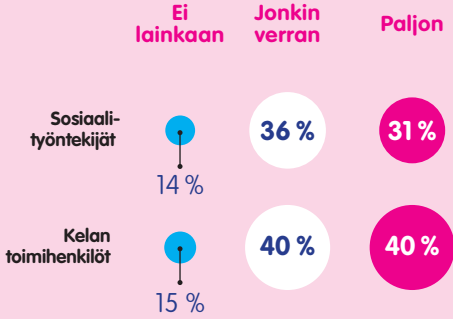 Ei
lainkaan
Jonkin
verran
Paljon
Sosiaali-
työntekijät
14 %
36 %
31 %
Kelan
toimihenkilöt
15 %
40 %
40 %